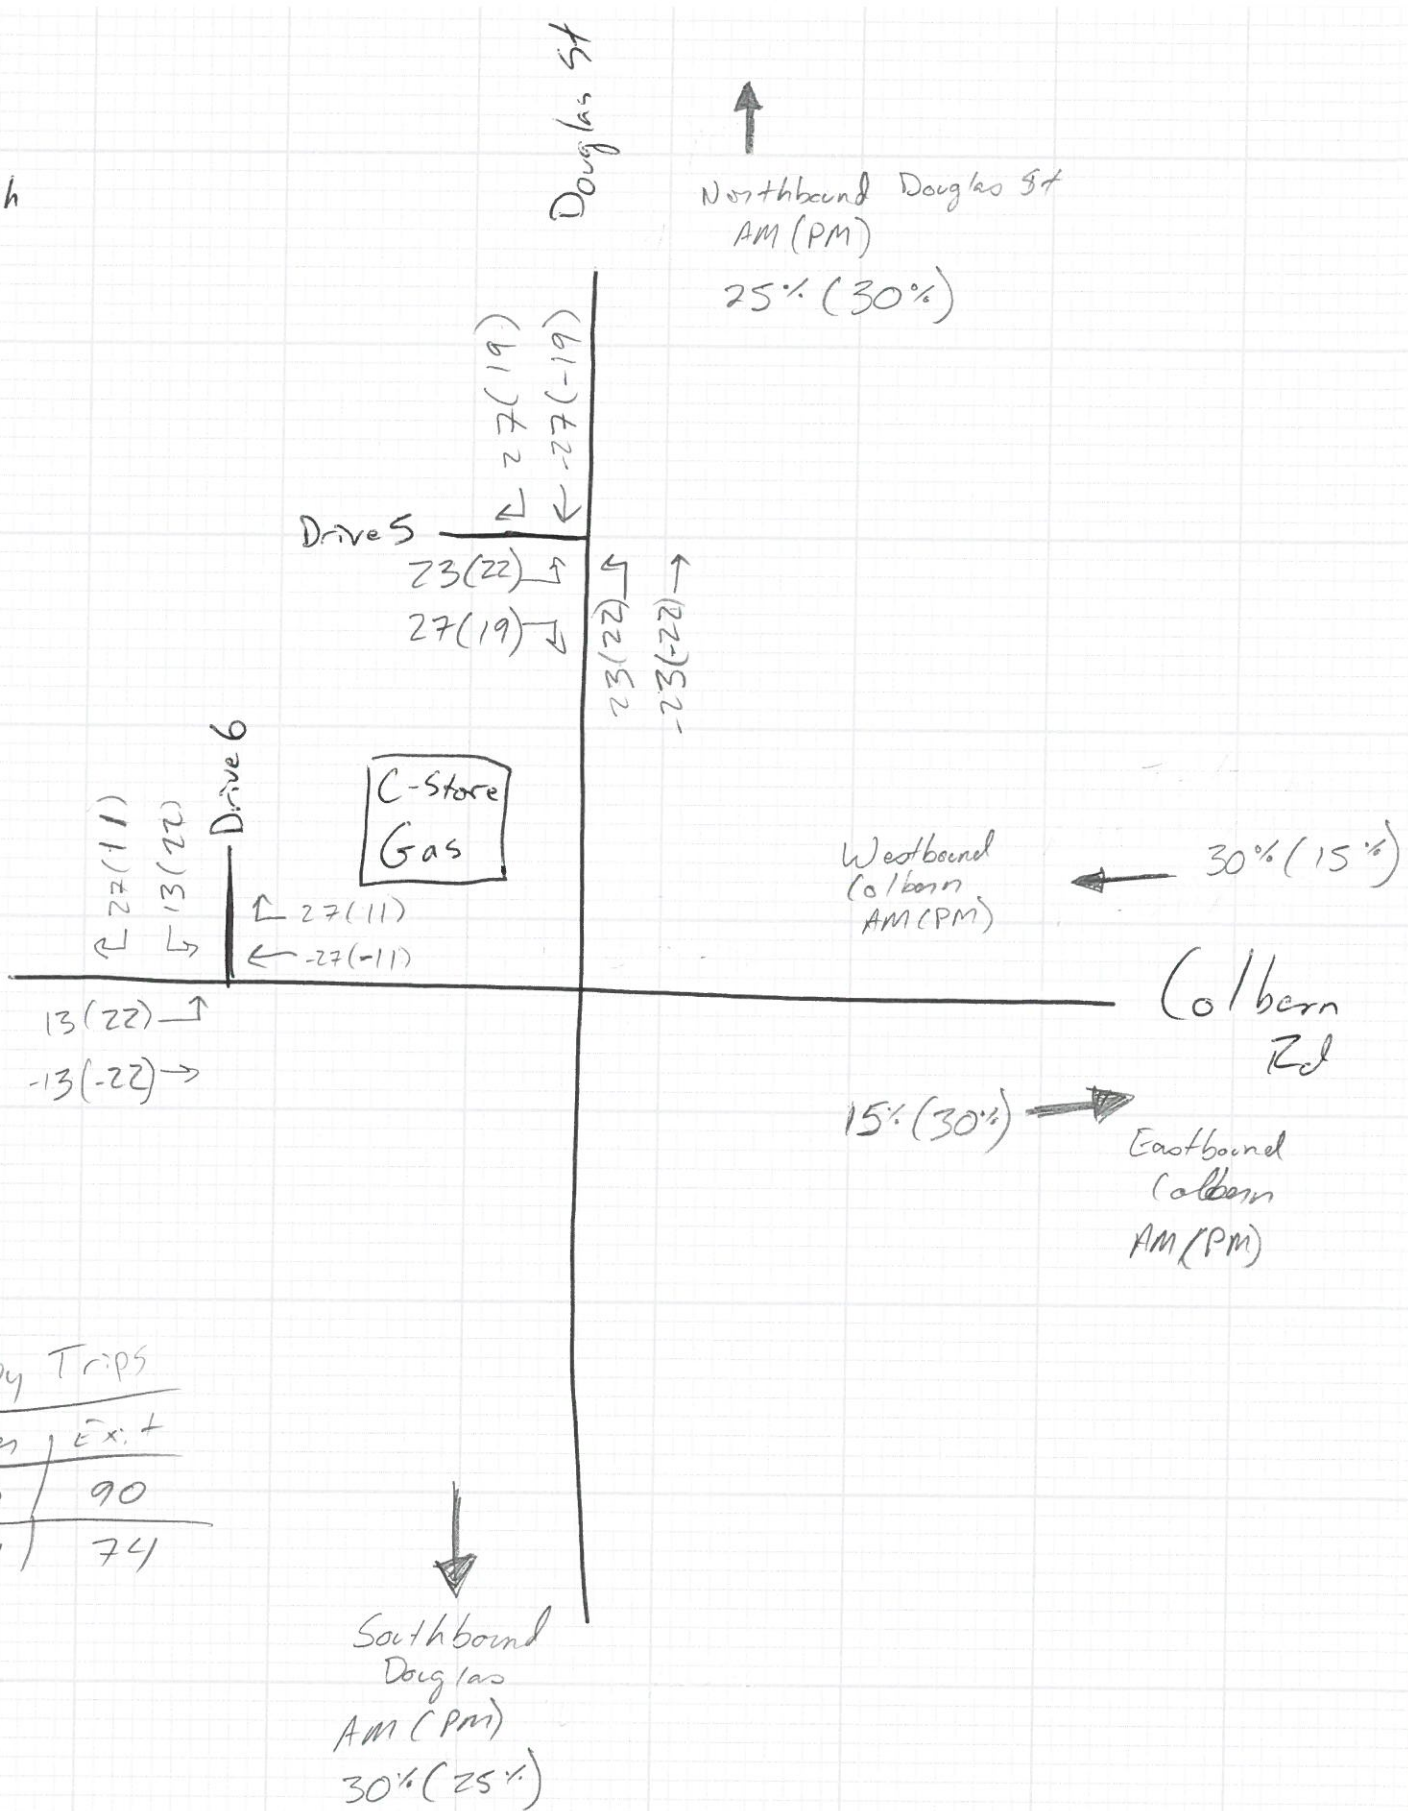 h
Douglas St
Northbound Douglas St
AM (PM)
25% (30%)
27(19)
-27(-19)
Drive 5
23(22)
27(19)
23(22)
-23(-22)
Drive 6
C-Store
Gas
27(11)
13(22)
27(11)
-27(-11)
13(22)
-13(-22)
Westbound
Colbern
AM (PM)
30% (15%)
Colbern
Rd
15% (30%)
Eastbound
Colbern
AM (PM)
Trips
Exit
90
74
Southbound
Douglas
AM (PM)
30% (25%)